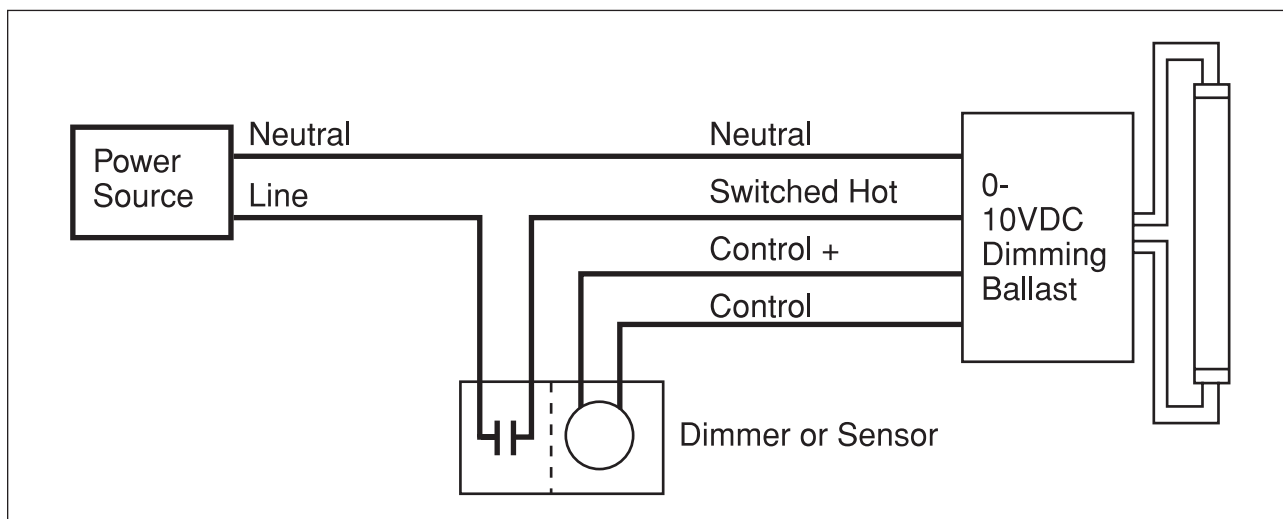 Neutral
Neutral
Power
Source
Line
Switched Hot
0-
10VDC
Dimming
Ballast
Control +
Control
Dimmer or Sensor